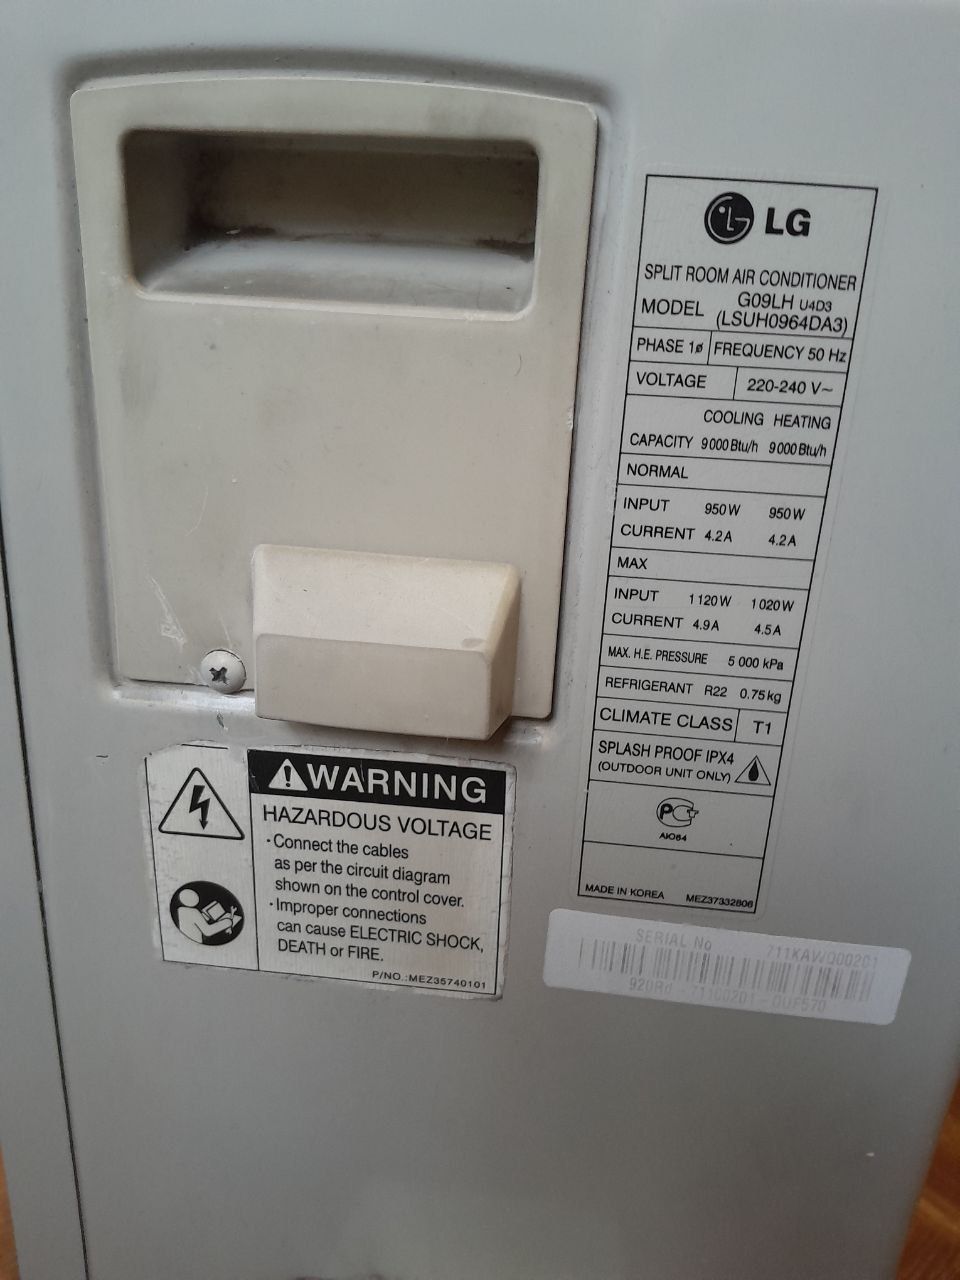 LG
SPLIT ROOM AIR CONDITIONER
MODEL G09LH U4D3
(LSUH0964DA3)
PHASE 1ø FREQUENCY 50 Hz
VOLTAGE 220-240 V~
COOLING HEATING
CAPACITY 9 000 Btu/h 9 000 Btu/h
NORMAL
INPUT 950 W 950 W
CURRENT 4.2 A 4.2 A
MAX
INPUT 1 120 W 1 020 W
CURRENT 4.9 A 4.5 A
MAX. H.E. PRESSURE 5 000 kPa
REFRIGERANT R22 0.75 kg
CLIMATE CLASS T1
SPLASH PROOF IPX4
(OUTDOOR UNIT ONLY)
АЮ64
MADE IN KOREA MEZ37332806
WARNING
HAZARDOUS VOLTAGE
·Connect the cables
as per the circuit diagram
shown on the control cover.
·Improper connections
can cause ELECTRIC SHOCK,
DEATH or FIRE.
P/NO.:MEZ35740101
SERIAL No